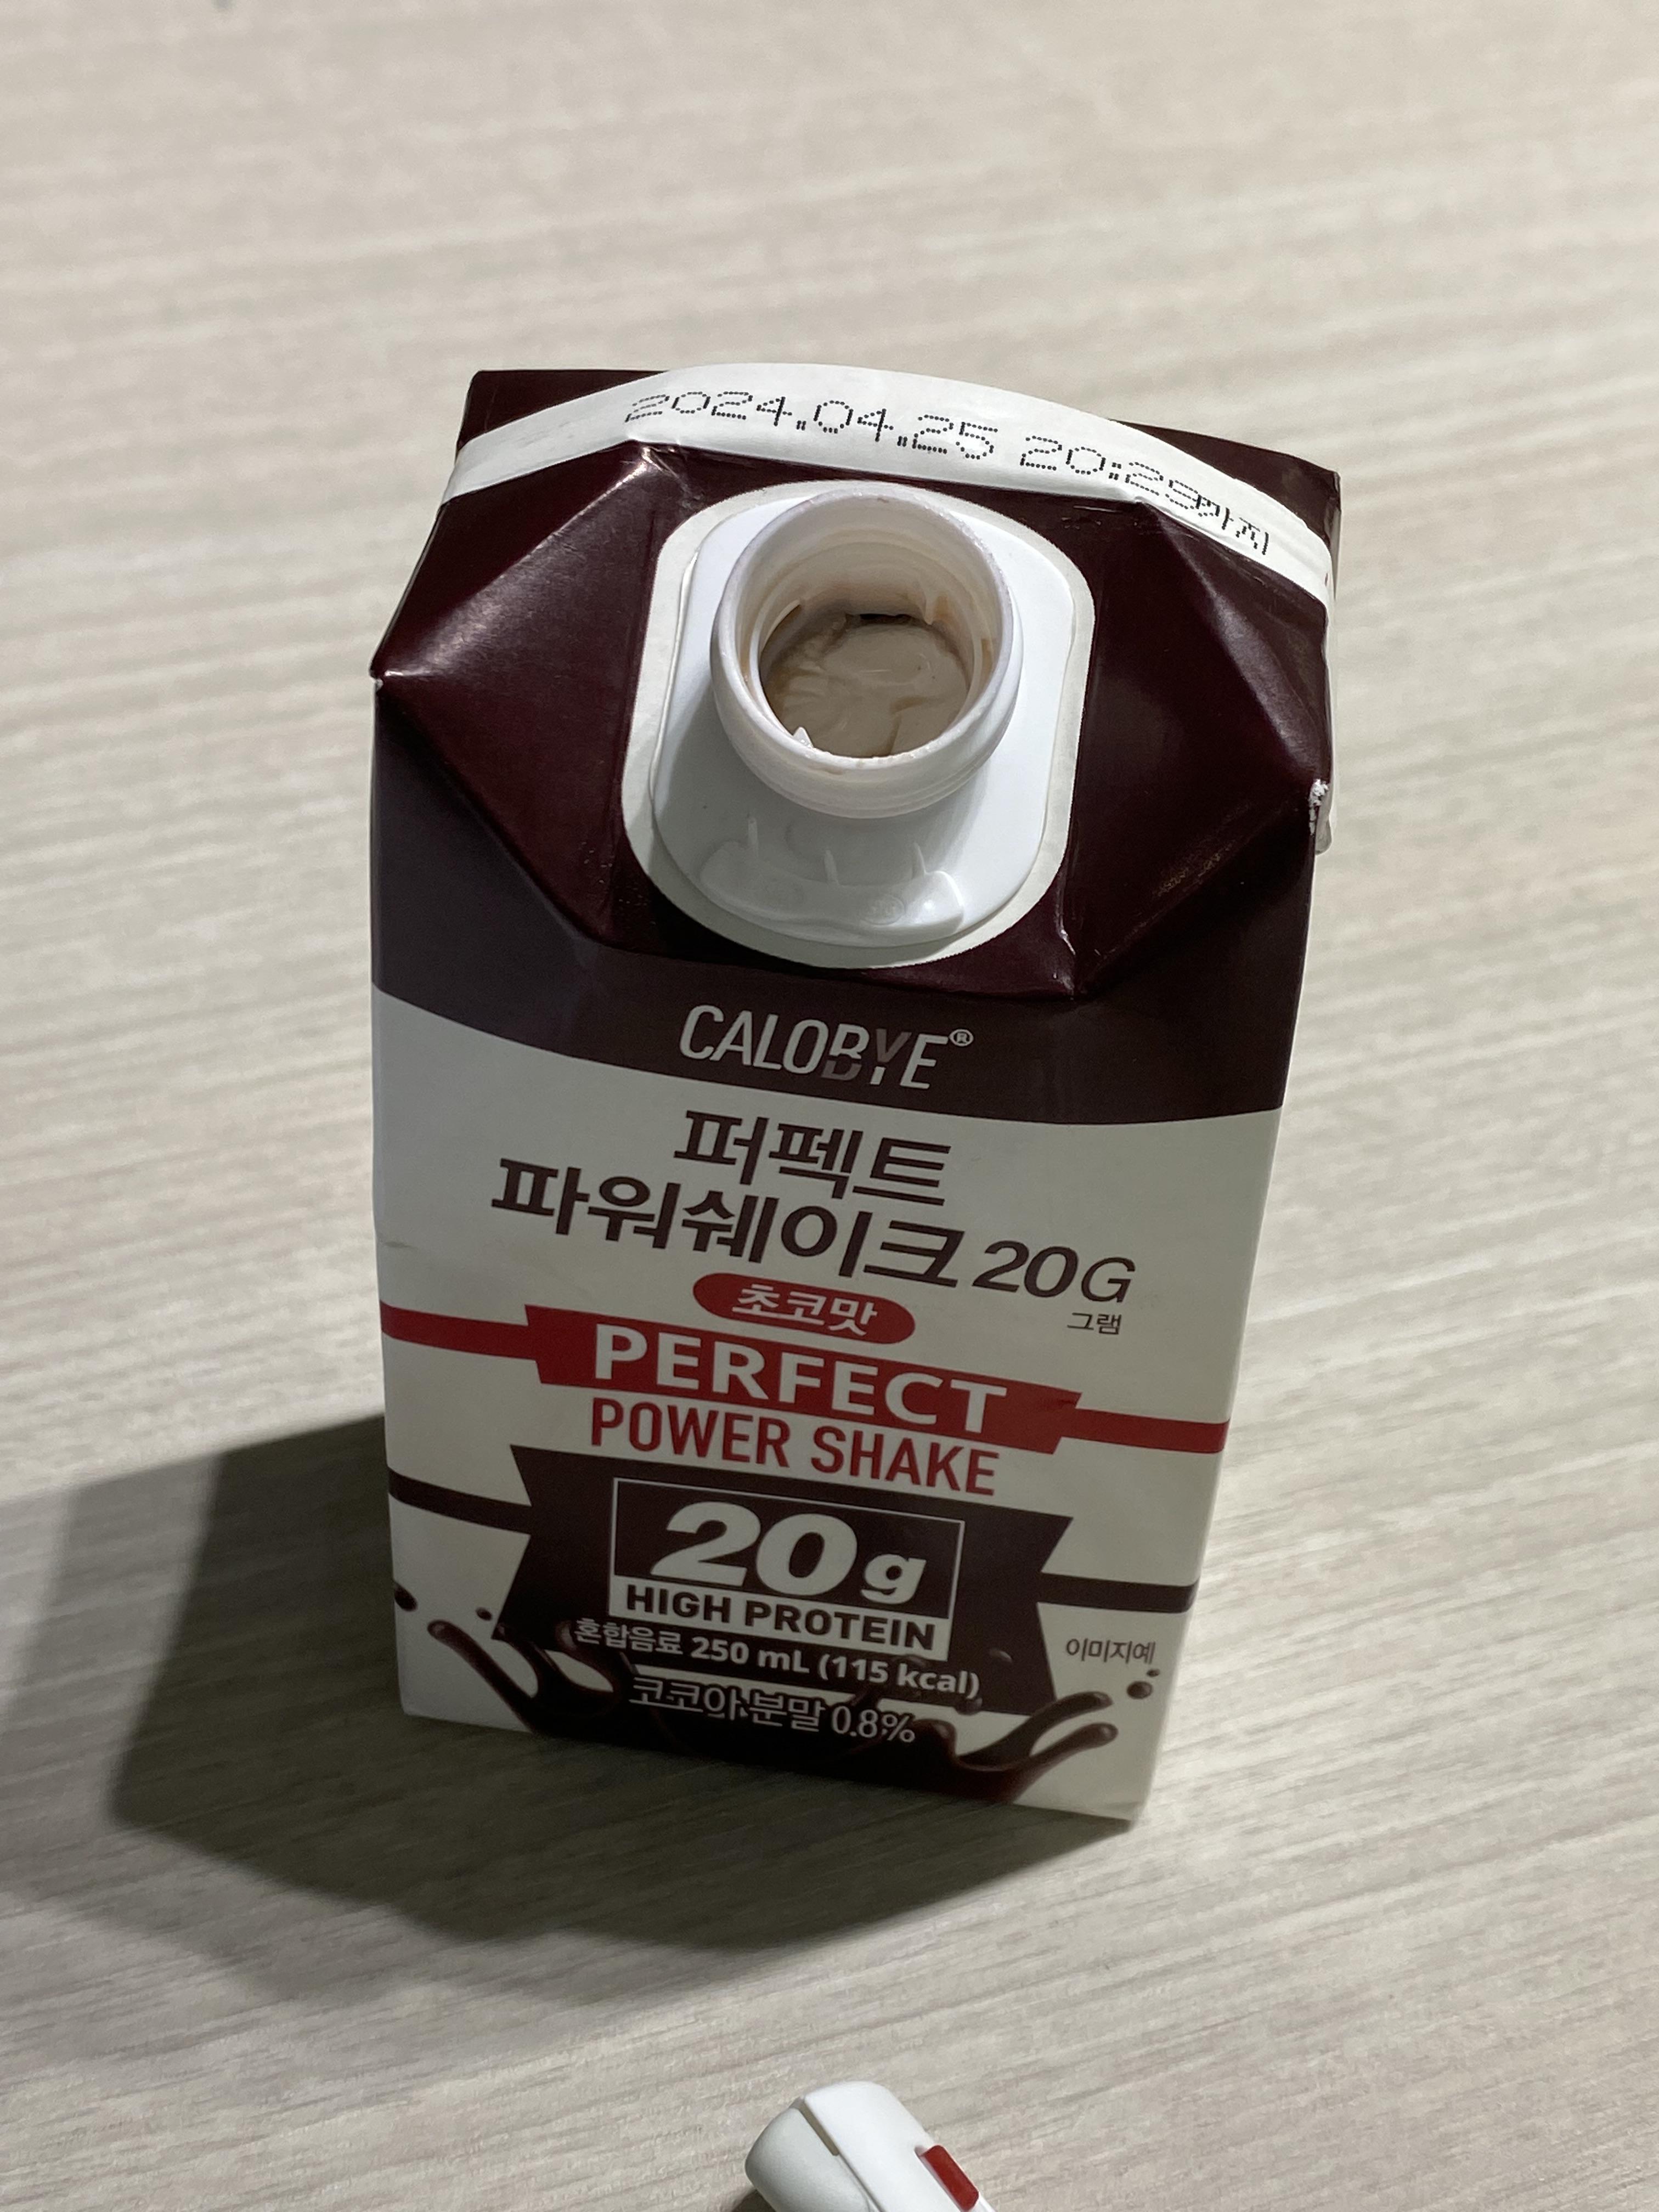 2024.04.25 20:29까지
CALOBYE®
퍼펙트
파워쉐이크 20G
그램
초코맛
PERFECT
POWER SHAKE
20g
HIGH PROTEIN
혼합음료 250 mL (115 kcal)
이미지예
코코아분말 0.8%